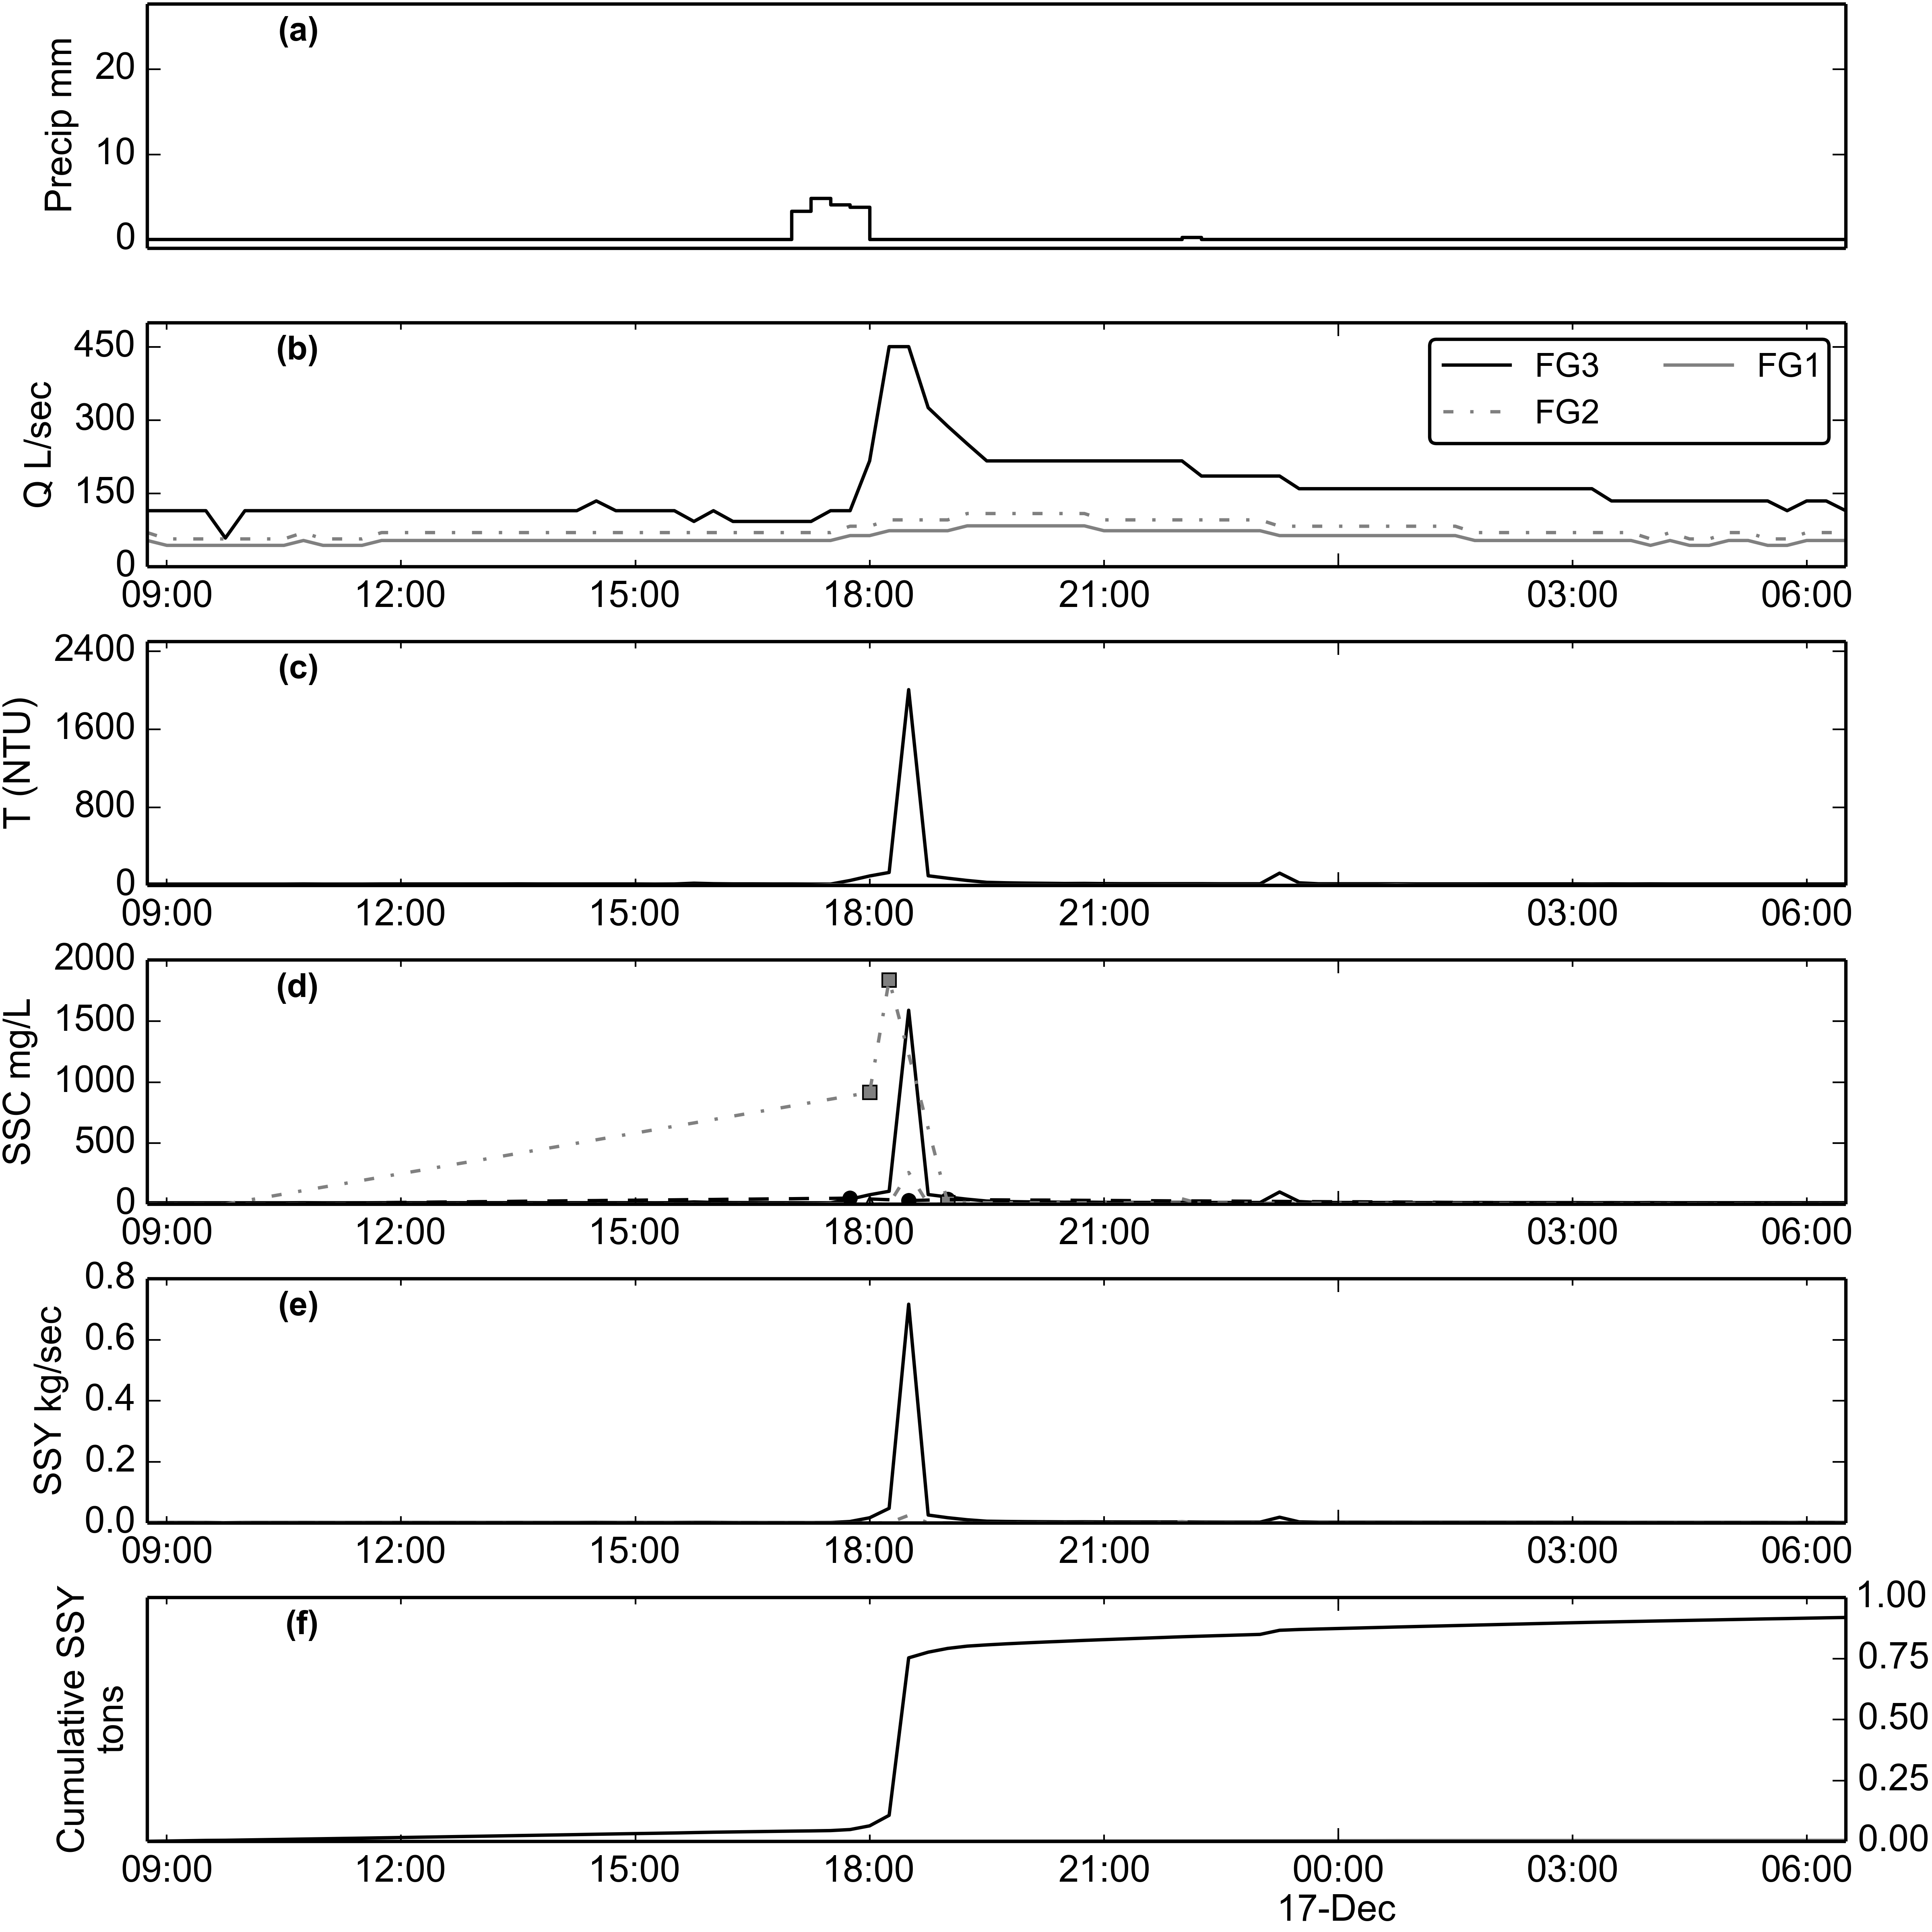 (a)
Precip mm
20
10
0
(b)
Q L/sec
450
300
150
0
FG3 FG1
FG2
09:00 12:00 15:00 18:00 21:00 03:00 06:00
(c)
T (NTU)
2400
1600
800
0
09:00 12:00 15:00 18:00 21:00 03:00 06:00
(d)
SSC mg/L
2000
1500
1000
500
0
09:00 12:00 15:00 18:00 21:00 03:00 06:00
(e)
SSY kg/sec
0.8
0.6
0.4
0.2
0.0
09:00 12:00 15:00 18:00 21:00 03:00 06:00
(f)
Cumulative SSY
tons
1.00
0.75
0.50
0.25
0.00
09:00 12:00 15:00 18:00 21:00 00:00 03:00 06:00
17-Dec